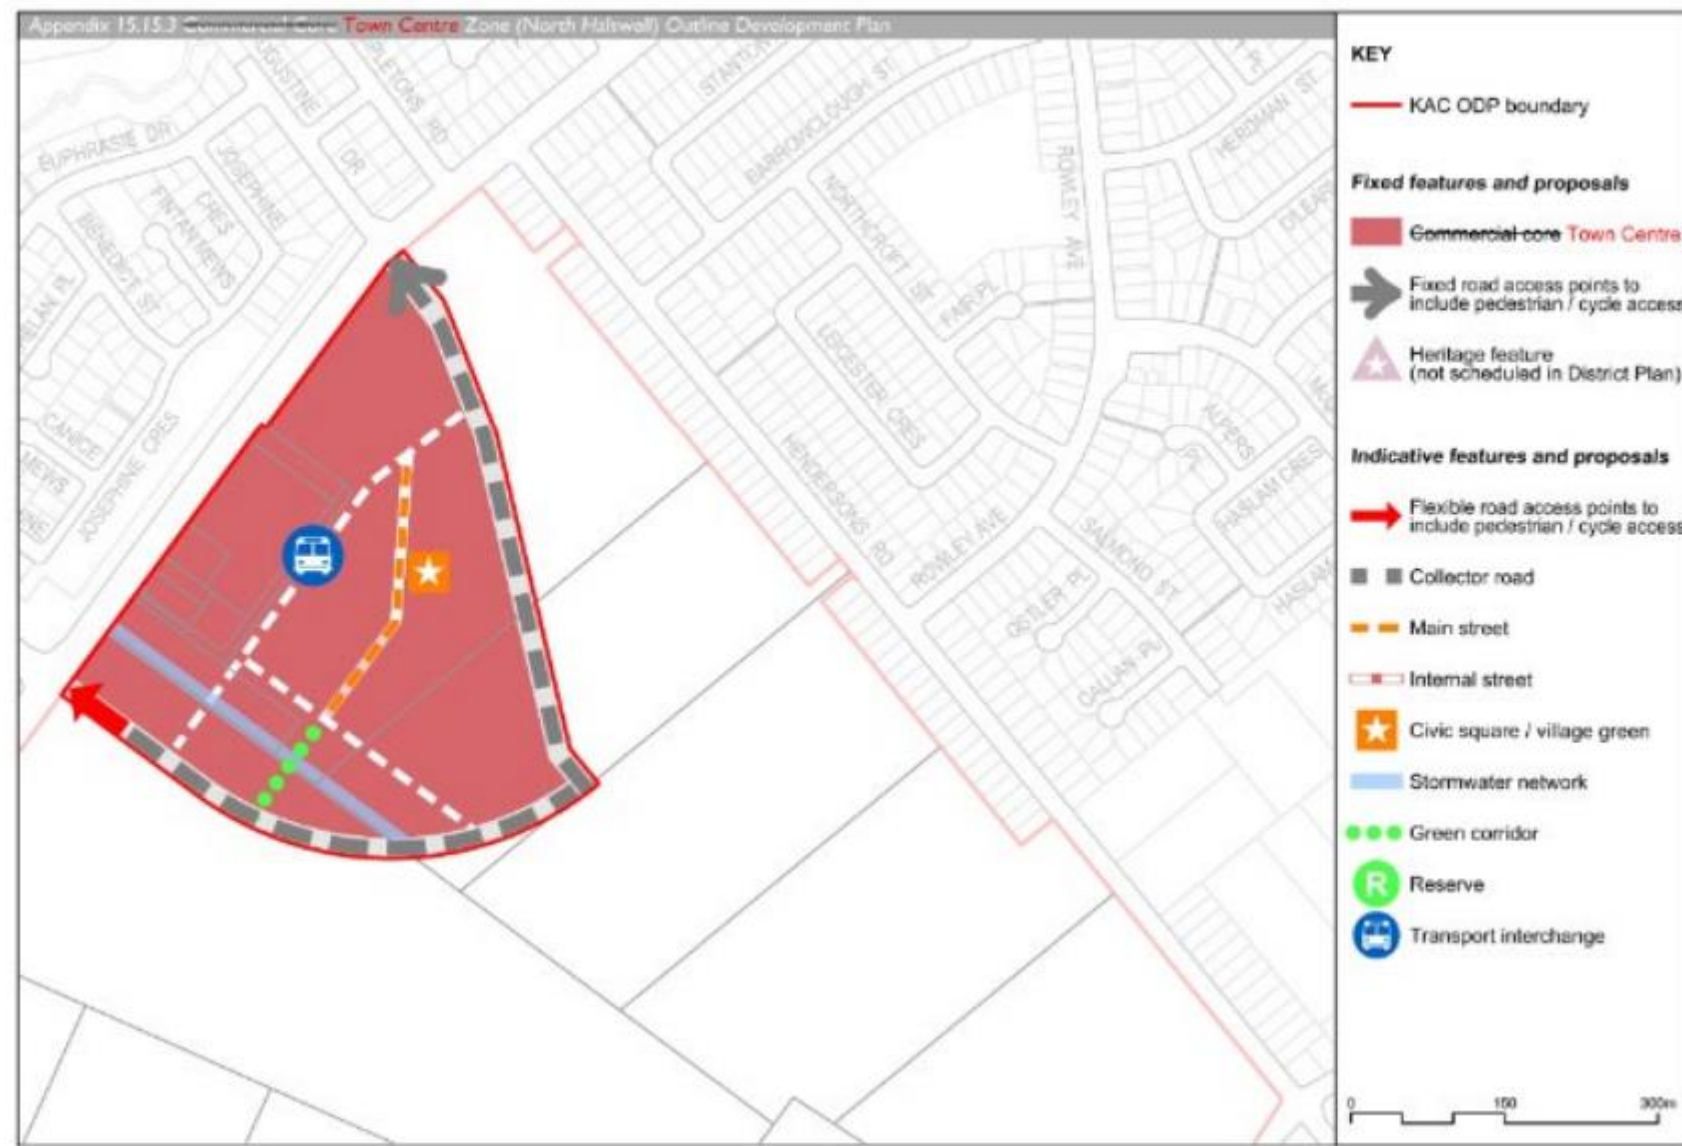 Appendix 15.15.3 Commercial Core Town Centre Zone (North Halswell) Outline Development Plan
KEY
KAC ODP boundary
Fixed features and proposals
Commercial core Town Centre
Fixed road access points to
include pedestrian / cycle access
Heritage feature
(not scheduled in District Plan)
Indicative features and proposals
Flexible road access points to
include pedestrian / cycle access
Collector road
Main street
Internal street
Civic square / village green
Stormwater network
Green corridor
R
Reserve
Transport interchange
0 150 300m
EUPHRASIE DR
AUGUSTINE
DR
JOSEPHINE
CRES
FINTAN MEWS
BENEDICT ST
CANICE
MEWS
JOSEPHINE CRES
BARROWCLOUGH ST
ROWLEY AVE
HERDMAN ST
NORTHCROFT ST
FAIR PL
LEICESTER CRES
HENDERSONS RD
ROWLEY AVE
SALMOND ST
ALPERS
PL
HASLAM CRES
HASLAM
CALLAN PL